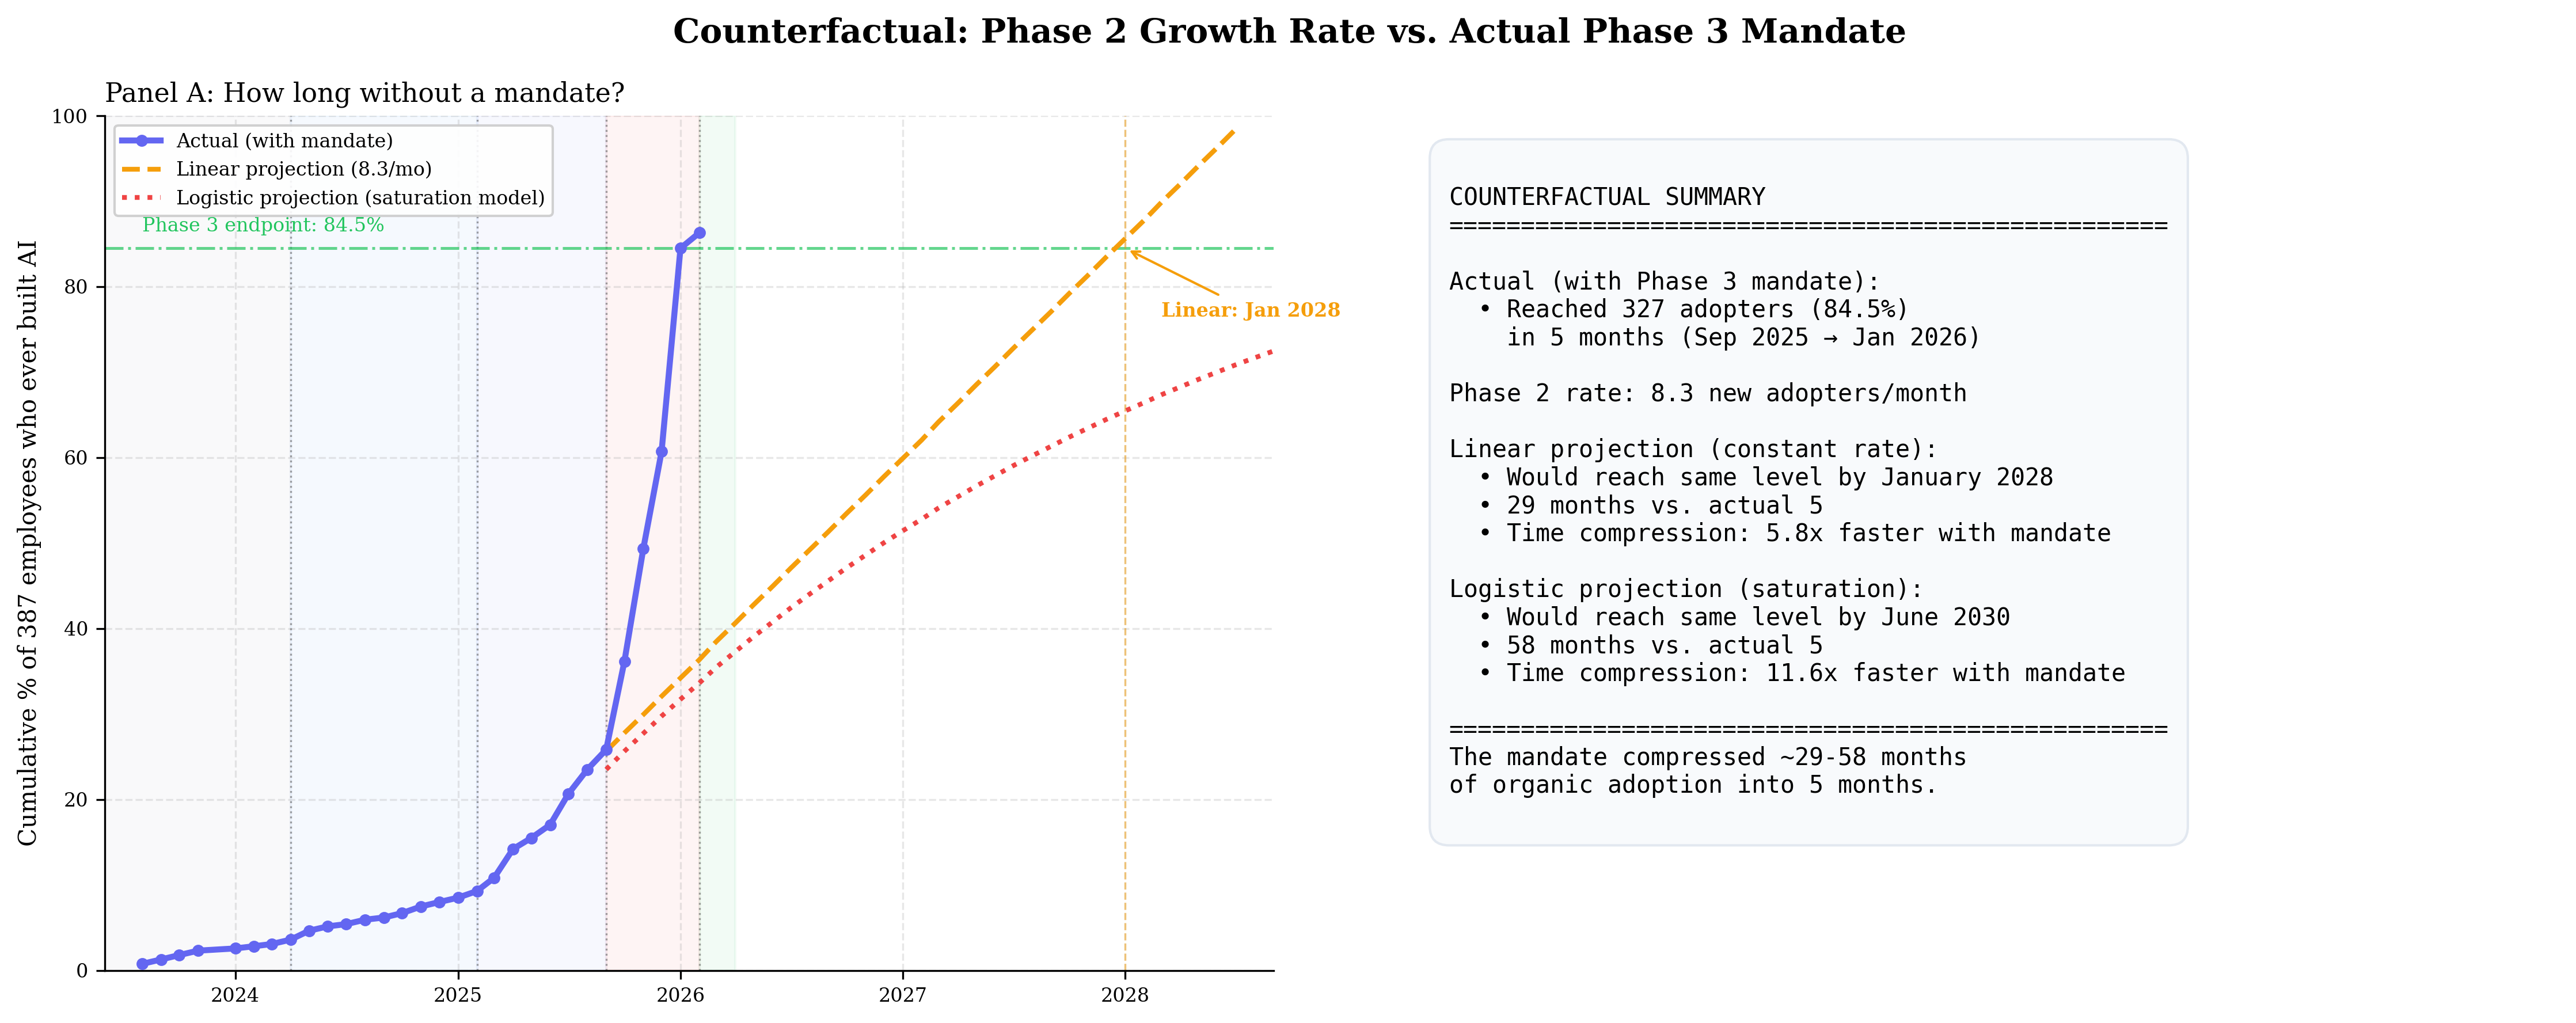 Counterfactual: Phase 2 Growth Rate vs. Actual Phase 3 Mandate
Panel A: How long without a mandate?
Cumulative % of 387 employees who ever built AI
100
80
60
40
20
0
Actual (with mandate)
Linear projection (8.3/mo)
Logistic projection (saturation model)
Phase 3 endpoint: 84.5%
Linear: Jan 2028
2024
2025
2026
2027
2028
COUNTERFACTUAL SUMMARY
==================================================
Actual (with Phase 3 mandate):
• Reached 327 adopters (84.5%)
in 5 months (Sep 2025 → Jan 2026)
Phase 2 rate: 8.3 new adopters/month
Linear projection (constant rate):
• Would reach same level by January 2028
• 29 months vs. actual 5
• Time compression: 5.8x faster with mandate
Logistic projection (saturation):
• Would reach same level by June 2030
• 58 months vs. actual 5
• Time compression: 11.6x faster with mandate
==================================================
The mandate compressed ~29-58 months
of organic adoption into 5 months.